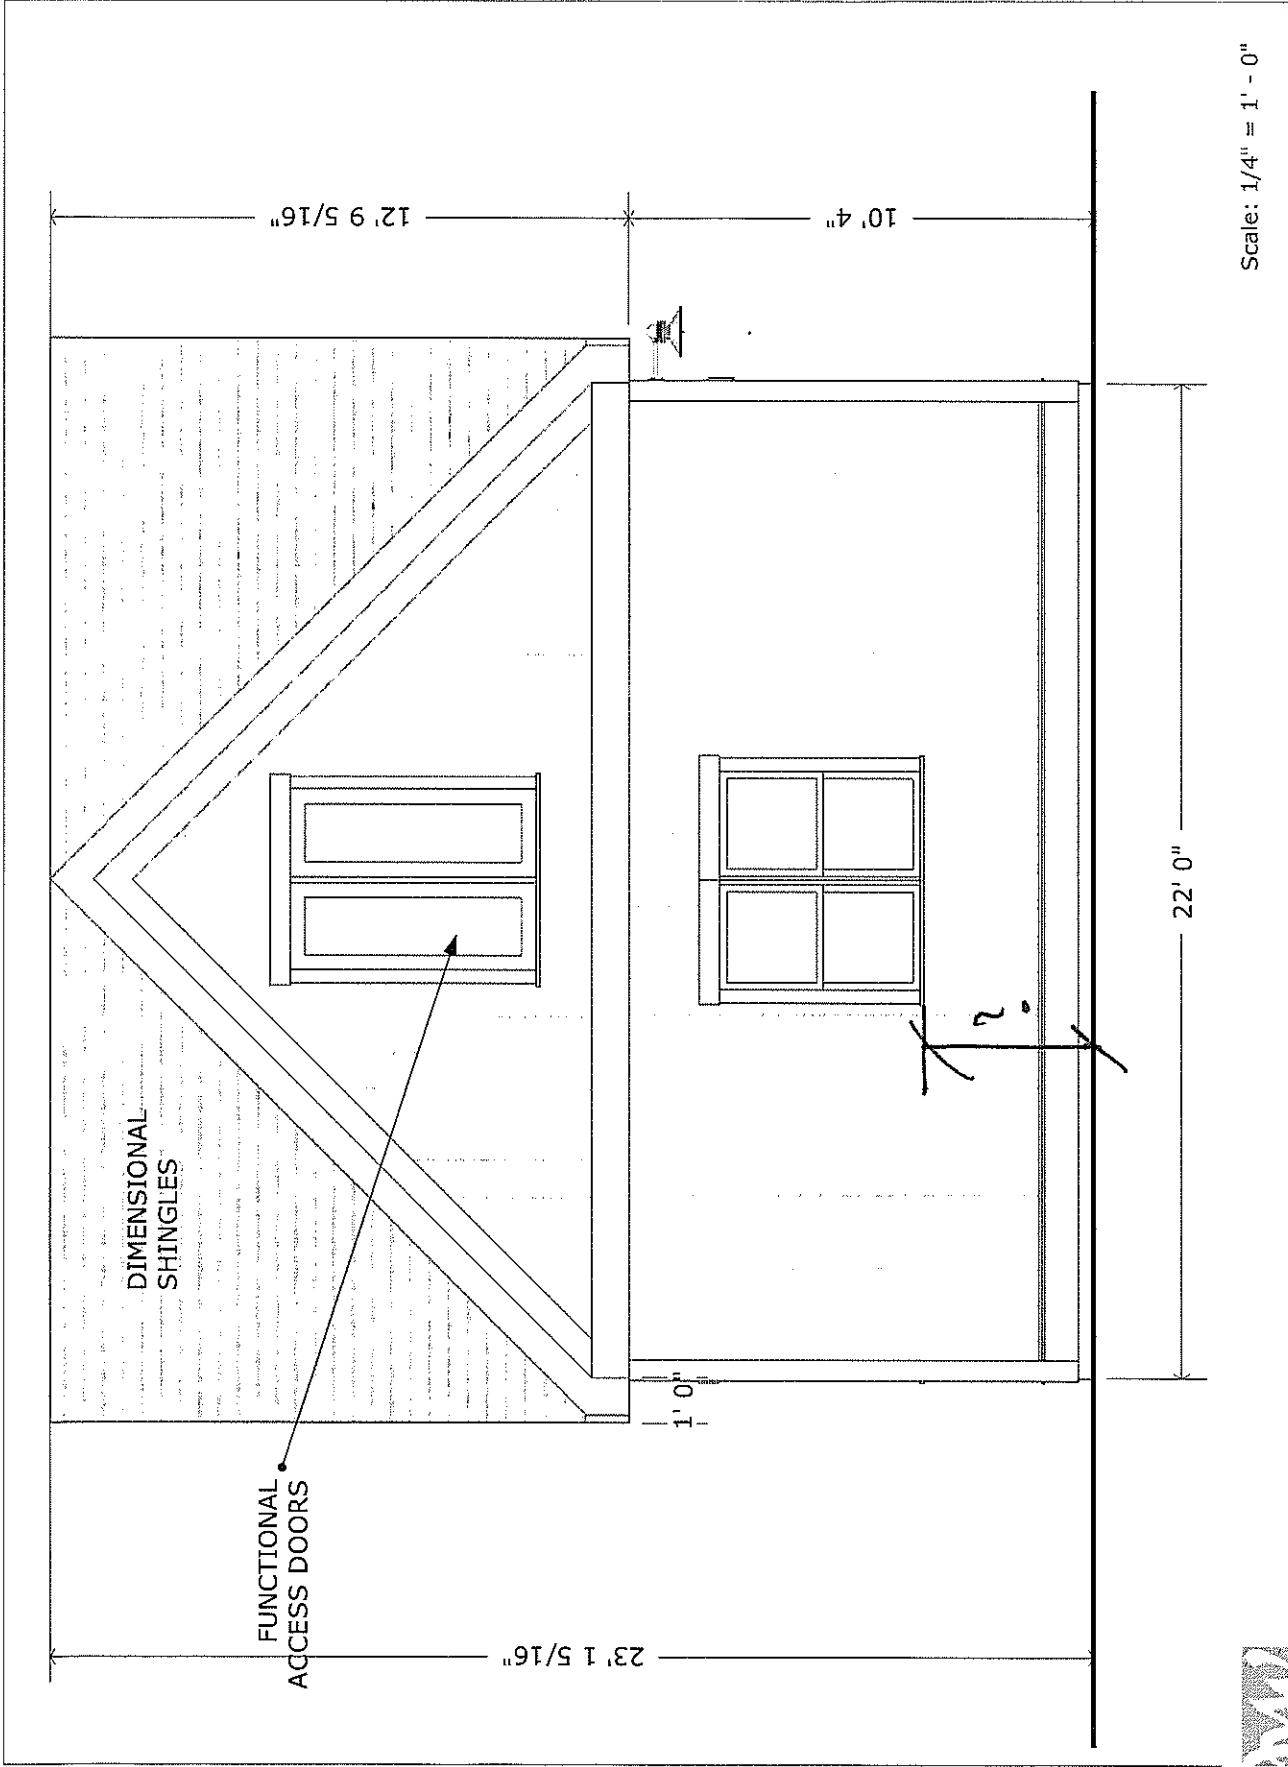 DIMENSIONAL
SHINGLES
FUNCTIONAL
ACCESS DOORS
12' 9 5/16"
10' 4"
23' 1 5/16"
1' 0"
?
22' 0"
Scale: 1/4" = 1' - 0"